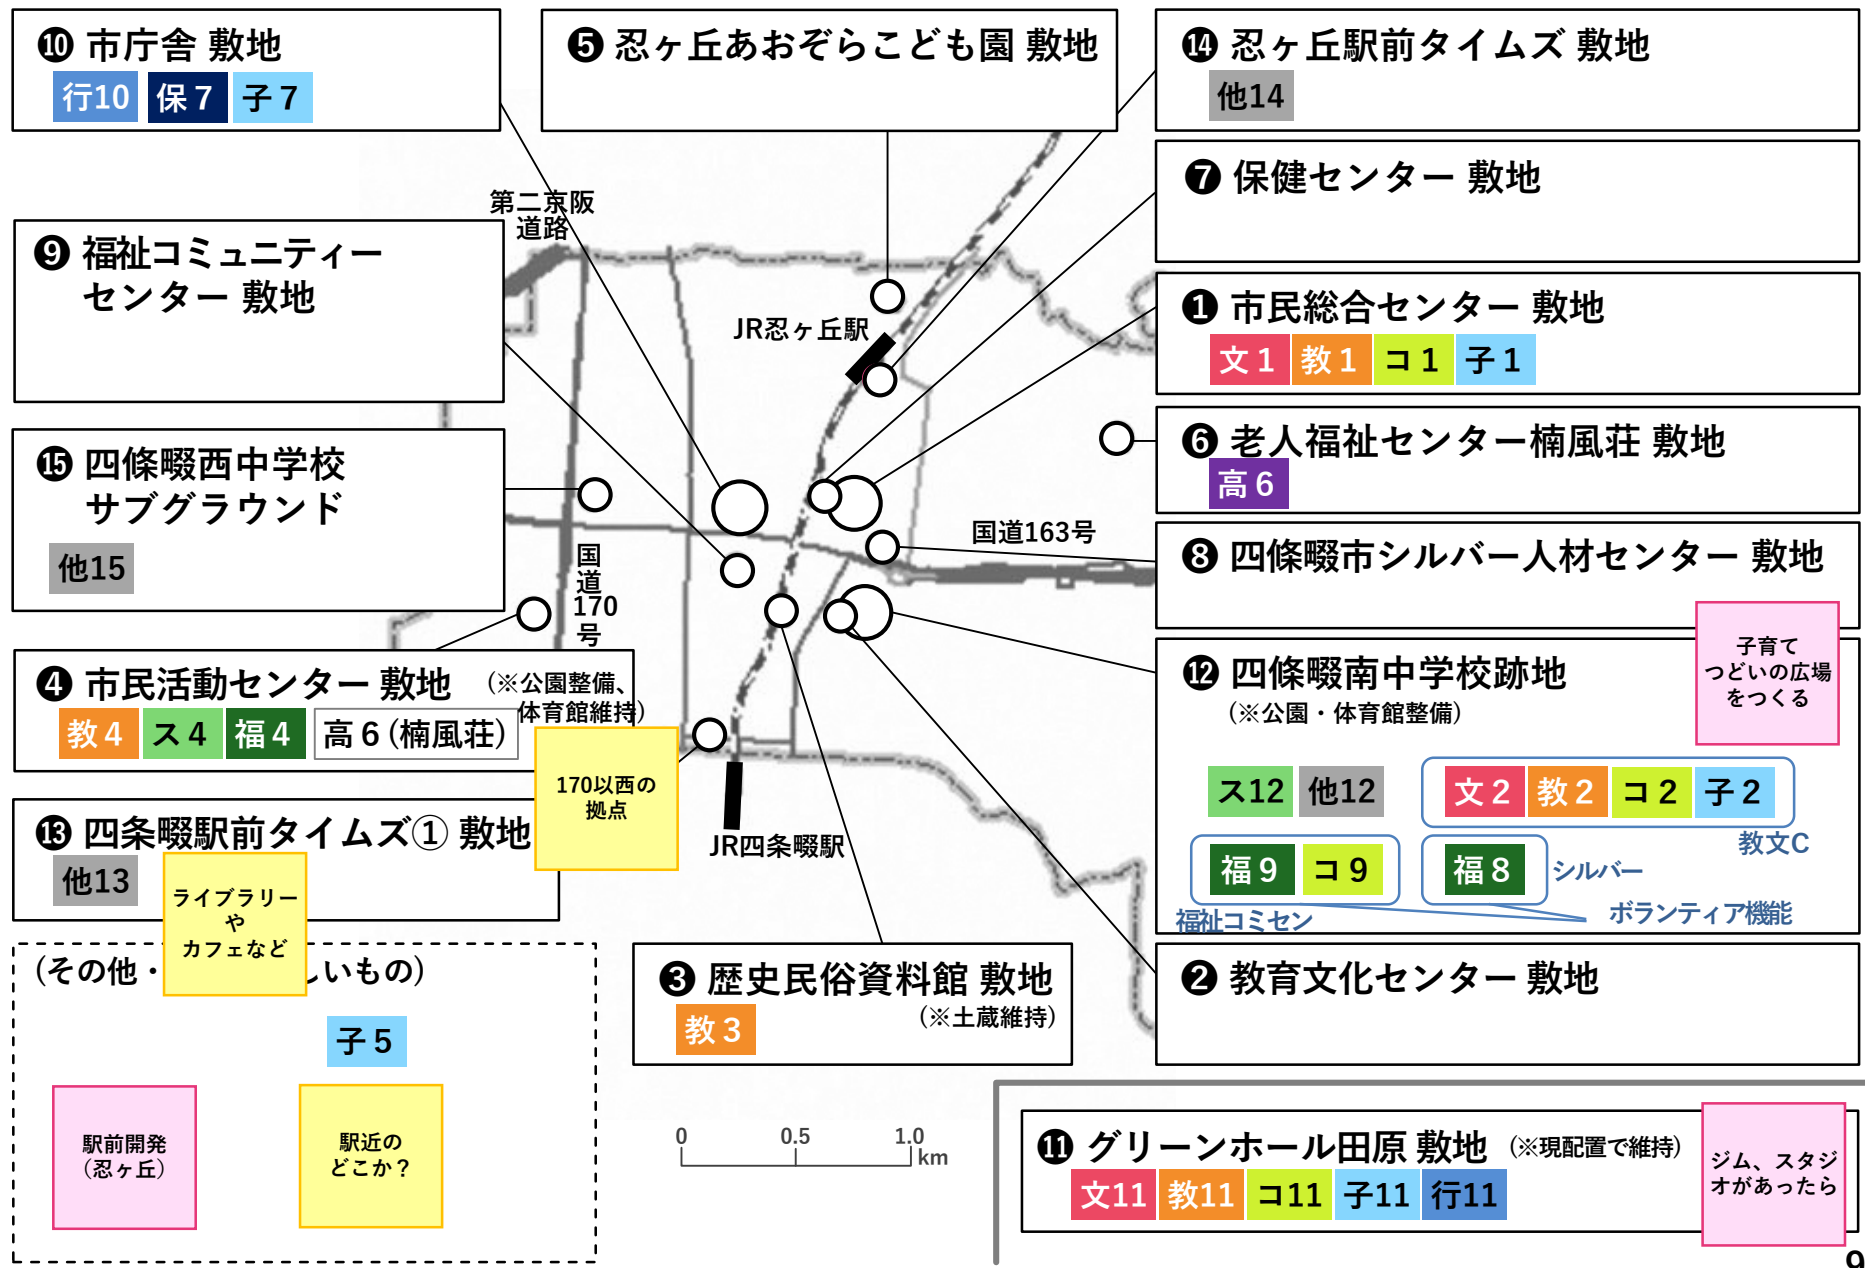 ❿ 市庁舎 敷地
行10 保７ 子７
❺ 忍ヶ丘あおぞらこども園 敷地
⓮ 忍ヶ丘駅前タイムズ 敷地
他14
❼ 保健センター 敷地
第二京阪
道路
❾ 福祉コミュニティー
センター 敷地
❶ 市民総合センター 敷地
文１ 教１ コ１ 子１
JR忍ヶ丘駅
❻ 老人福祉センター楠風荘 敷地
高６
⓯ 四條畷西中学校
サブグラウンド
他15
国道163号
国
道
170
号
❽ 四條畷市シルバー人材センター 敷地
❹ 市民活動センター 敷地 （※公園整備、
体育館維持）
教４ ス４ 福４ 高６(楠風荘)
170以西の
拠点
⓬ 四條畷南中学校跡地
（※公園・体育館整備）
子育て
つどいの広場
をつくる
ス12 他12 文２ 教２ コ２ 子２
教文C
福９ コ９ 福８ シルバー
福祉コミセン
ボランティア機能
⓭ 四条畷駅前タイムズ① 敷地
他13
ライブラリー
や
カフェなど
JR四条畷駅
（その他・
しいもの）
子５
駅前開発
（忍ヶ丘）
駅近の
どこか？
❸ 歴史民俗資料館 敷地
（※土蔵維持）
教３
❷ 教育文化センター 敷地
0 0.5 1.0
km
⓫ グリーンホール田原 敷地 （※現配置で維持）
文11 教11 コ11 子11 行11
ジム、スタジ
オがあったら
9